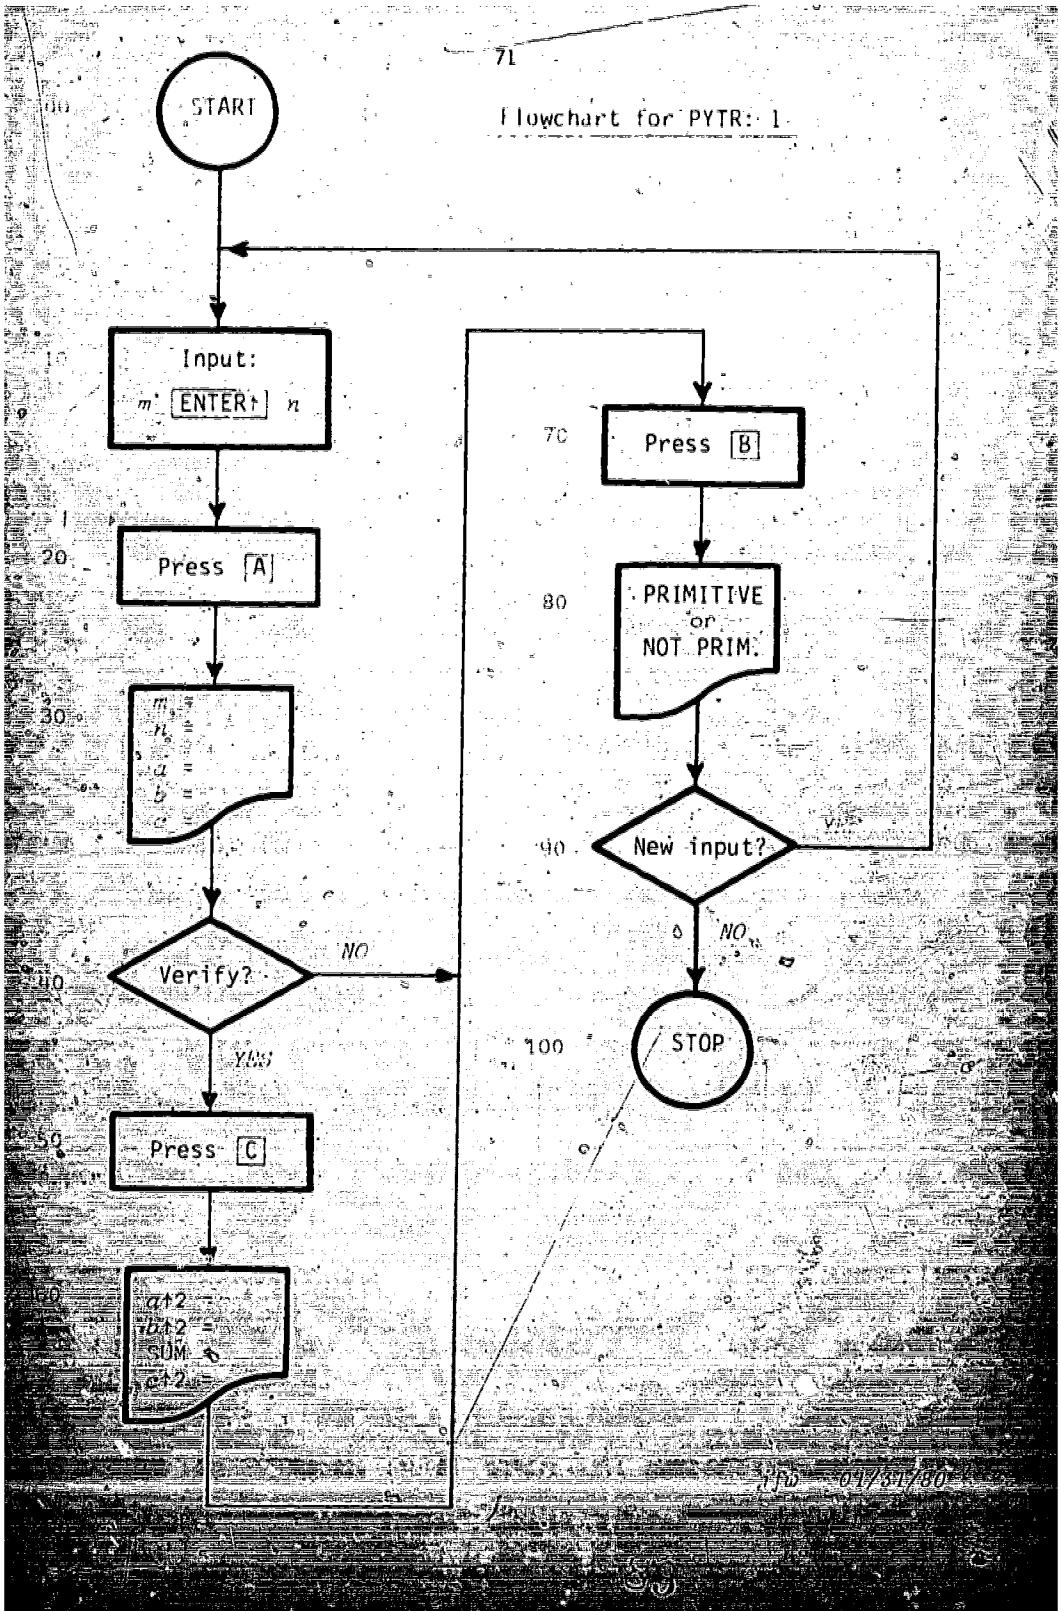 71
Flowchart for PYTR: 1
00
START
10
Input:
m ENTER↑ n
20
Press A
30
m =
n =
a =
b =
c =
40
Verify?
NO
YES
50
Press C
60
a↑2 =
b↑2 =
SUM =
c↑2 =
70
Press B
80
PRIMITIVE
or
NOT PRIM.
90
New input?
YES
NO
100
STOP
01/31/80